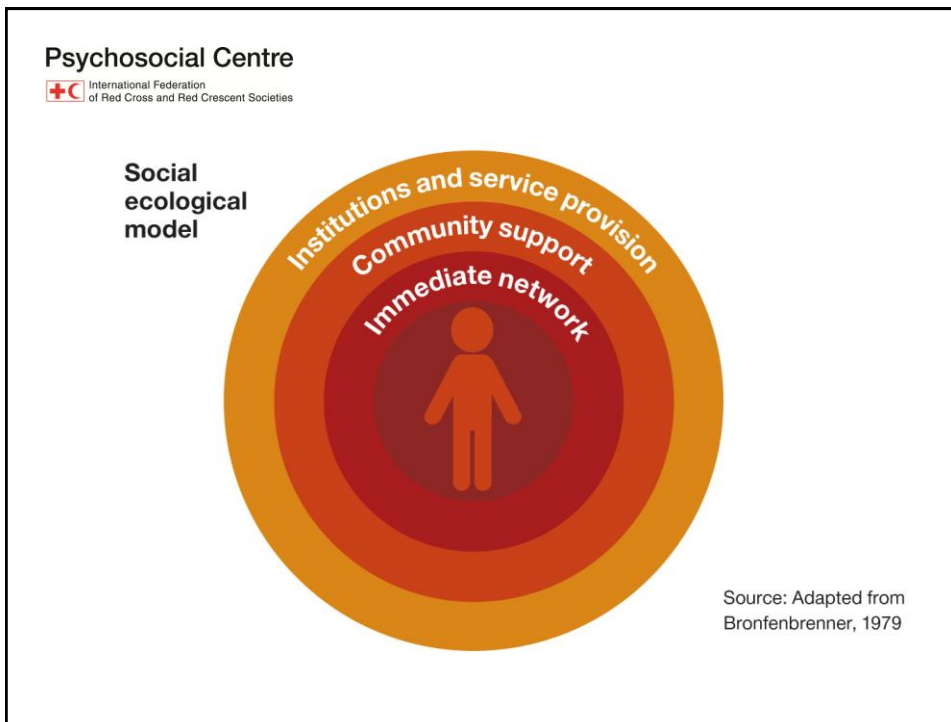 Psychosocial Centre
International Federation
of Red Cross and Red Crescent Societies
Social
ecological
model
Institutions and service provision
Community support
Immediate network
Source: Adapted from
Bronfenbrenner, 1979